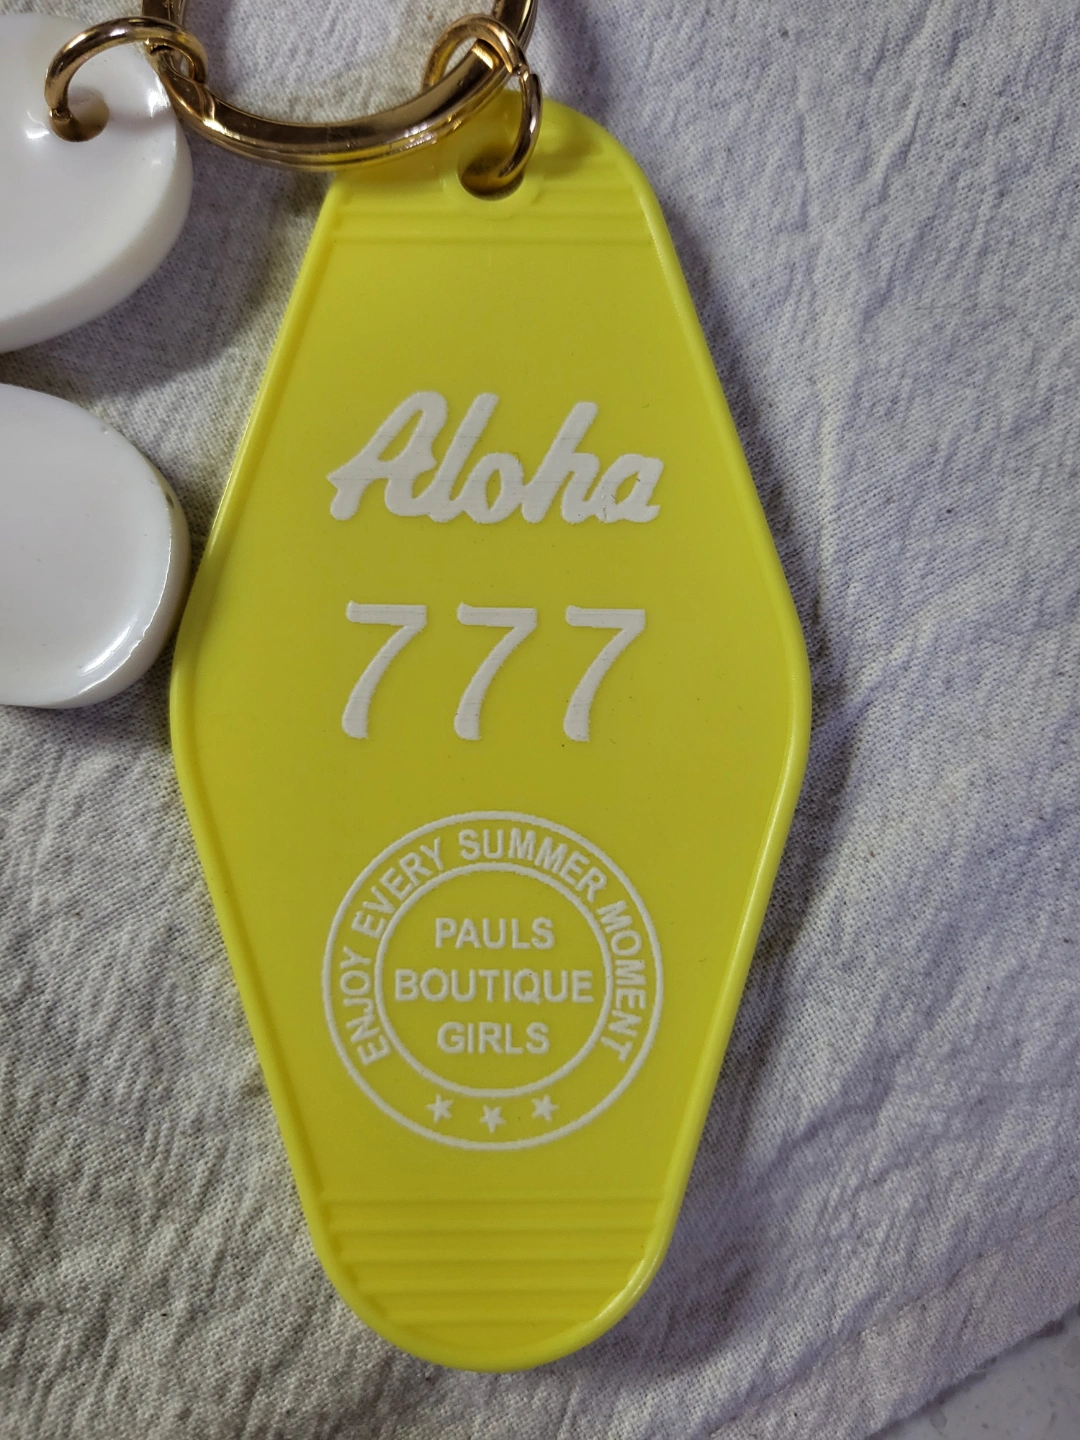 Aloha
777
ENJOY EVERY SUMMER MOMENT
PAULS
BOUTIQUE
GIRLS